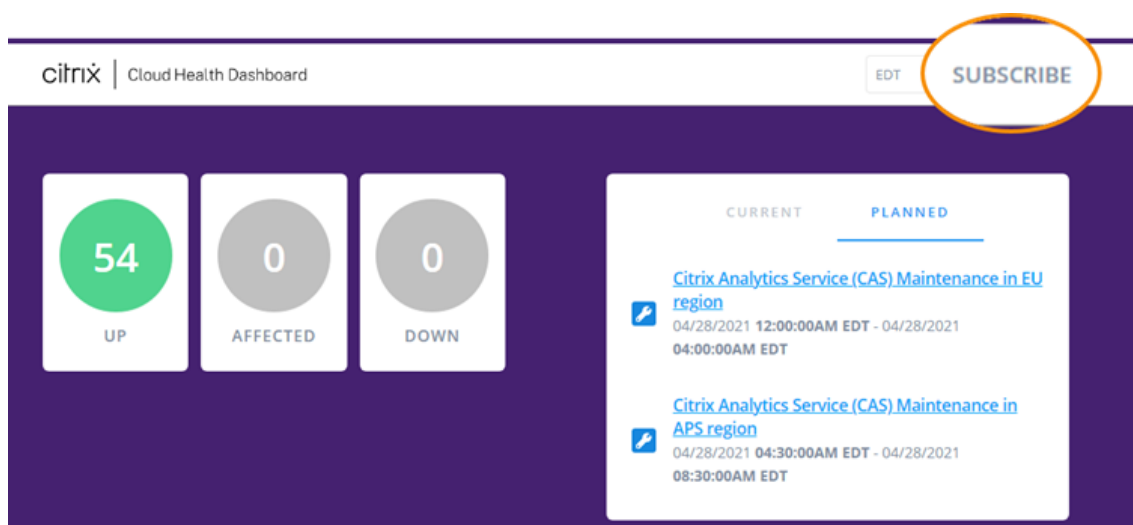 citrix | Cloud Health Dashboard
EDT
SUBSCRIBE
54
UP
0
AFFECTED
0
DOWN
CURRENT
PLANNED
Citrix Analytics Service (CAS) Maintenance in EU
region
04/28/2021 12:00:00AM EDT - 04/28/2021
04:00:00AM EDT
Citrix Analytics Service (CAS) Maintenance in
APS region
04/28/2021 04:30:00AM EDT - 04/28/2021
08:30:00AM EDT